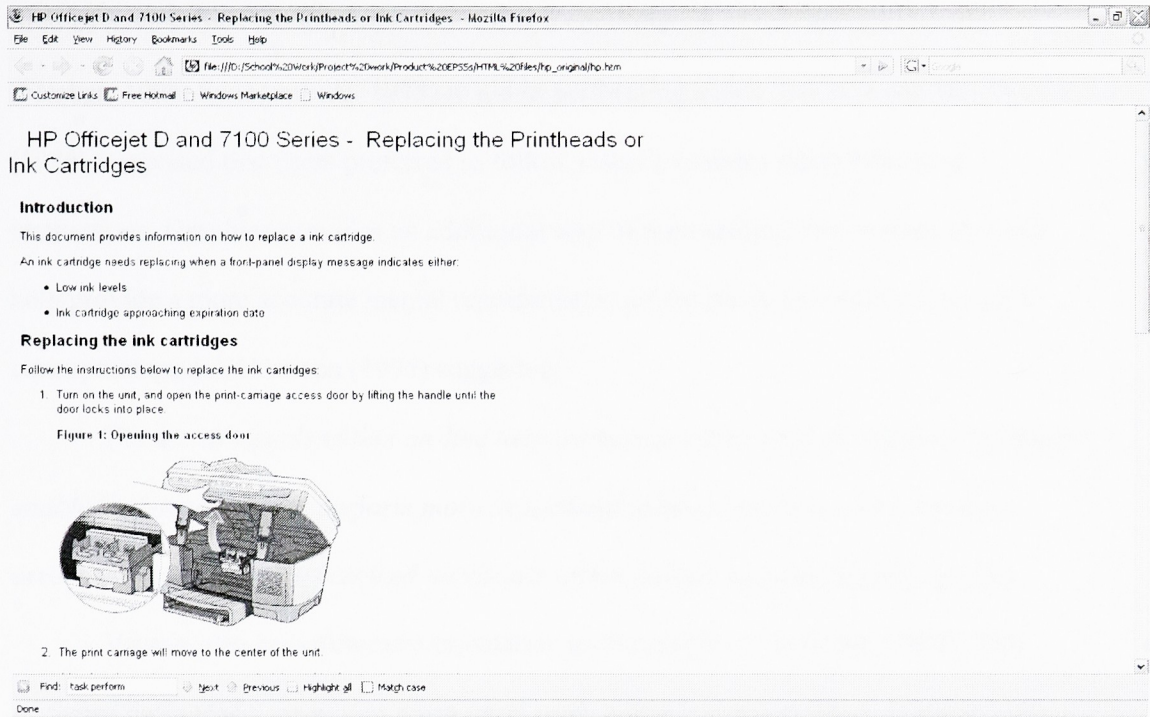 HP Officejet D and 7100 Series - Replacing the Printheads or Ink Cartridges - Mozilla Firefox
File Edit View History Bookmarks Tools Help
file:///D:/School%20Work/Project%20work/Product%20EPSSs/HTML%20files/hp_original/hp.htm
G Google
Customize Links Free Hotmail Windows Marketplace Windows
HP Officejet D and 7100 Series - Replacing the Printheads or
Ink Cartridges
Introduction
This document provides information on how to replace a ink cartridge.
An ink cartridge needs replacing when a front-panel display message indicates either:
• Low ink levels
• Ink cartridge approaching expiration date
Replacing the ink cartridges
Follow the instructions below to replace the ink cartridges:
1. Turn on the unit, and open the print-carriage access door by lifting the handle until the
door locks into place.
Figure 1: Opening the access door
2. The print carriage will move to the center of the unit.
Find: task perform Next Previous Highlight all Match case
Done